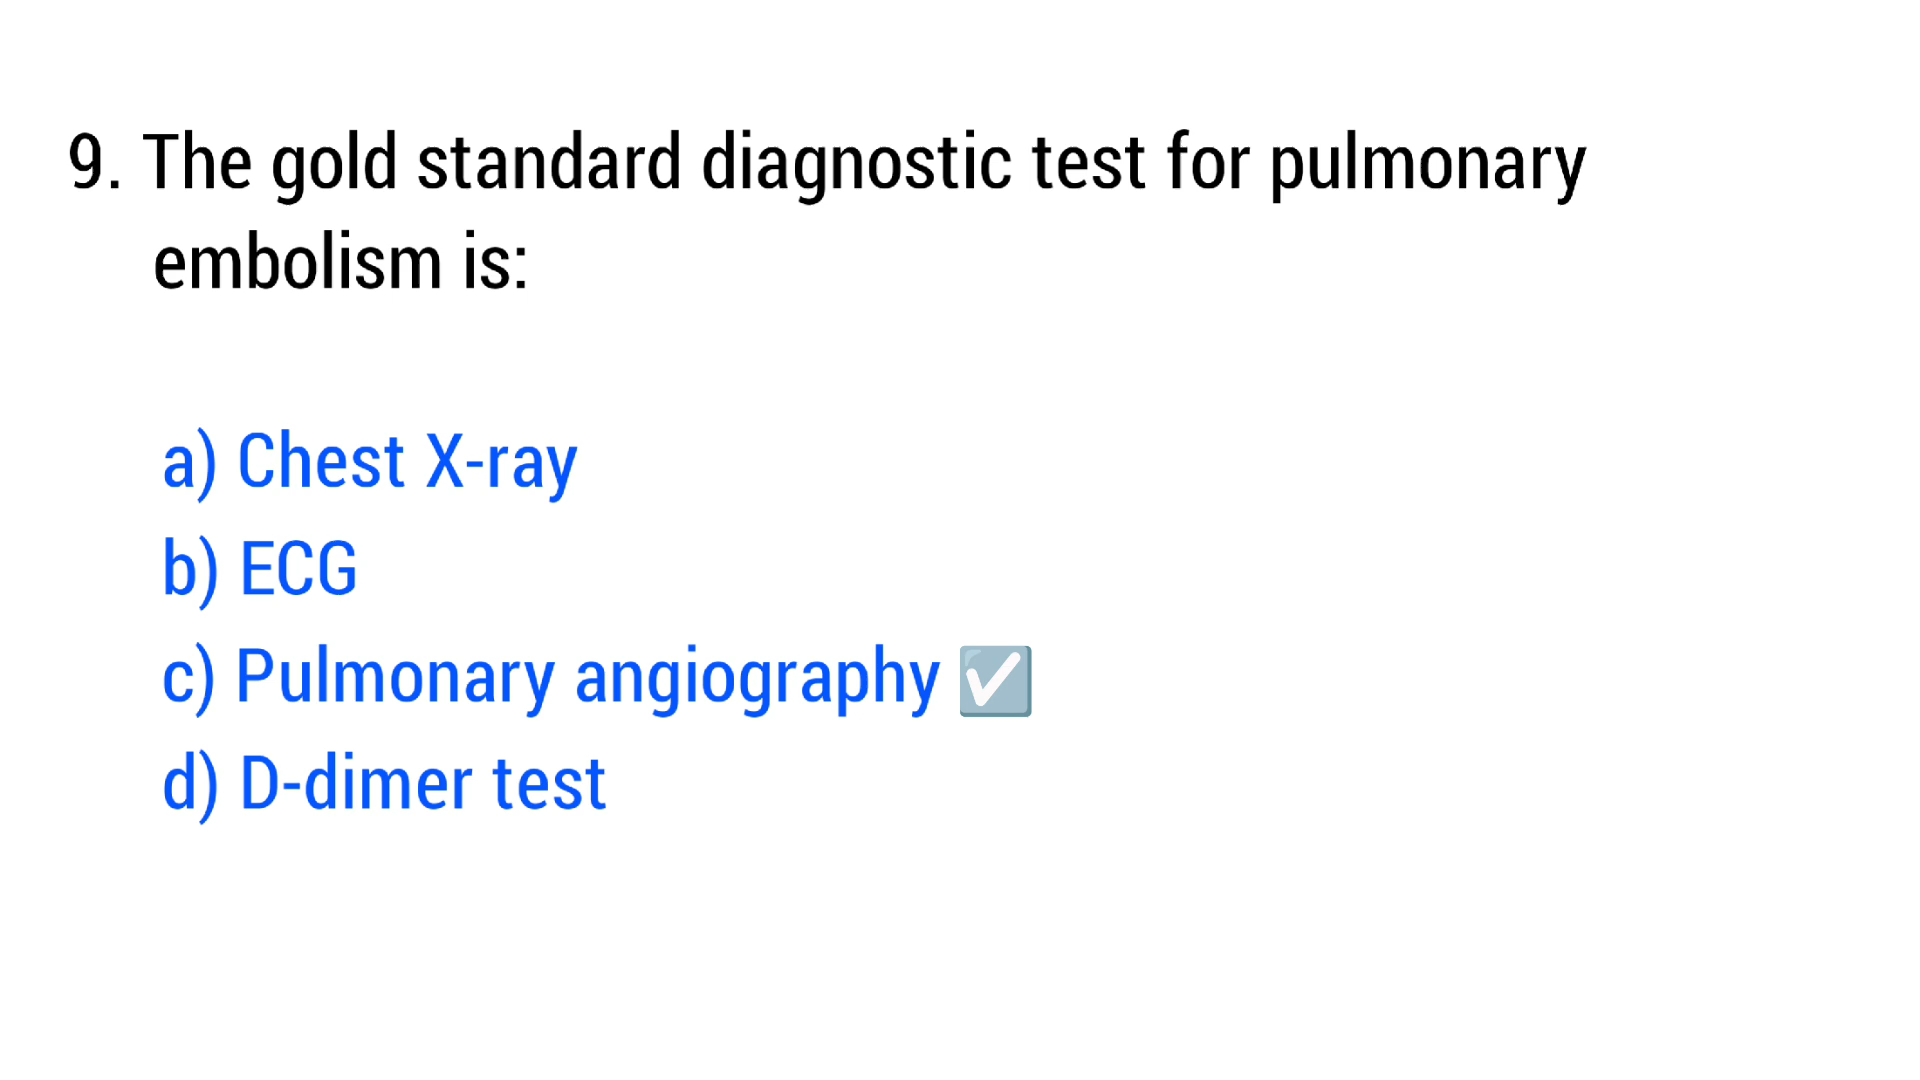 9. The gold standard diagnostic test for pulmonary
embolism is:
a) Chest X-ray
b) ECG
c) Pulmonary angiography ☑
d) D-dimer test